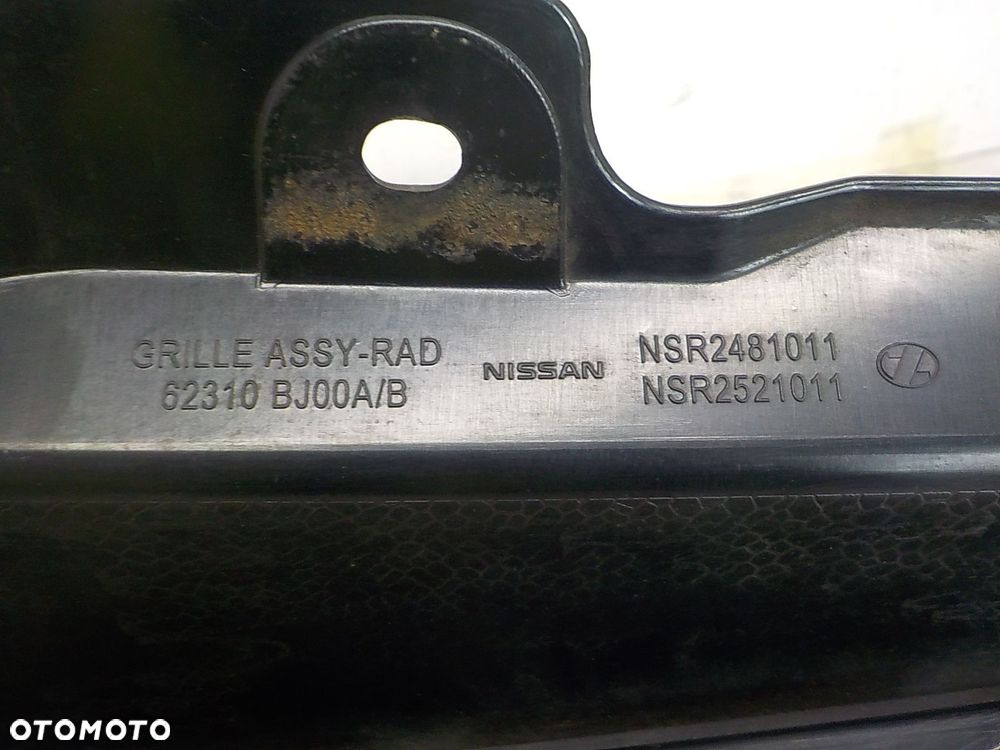 GRILLE ASSY-RAD
62310 BJ00A/B
NISSAN
NSR2481011
NSR2521011
OTOMOTO